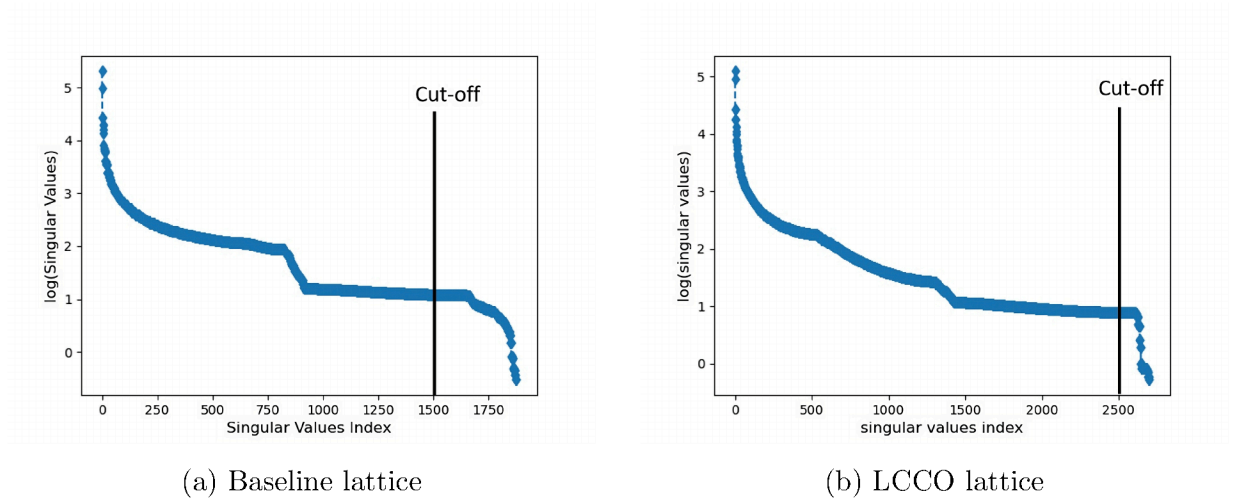 Cut-off
5
4
3
2
1
0
log(Singular Values)
0 250 500 750 1000 1250 1500 1750
Singular Values Index
(a) Baseline lattice
Cut-off
5
4
3
2
1
0
log(singular values)
0 500 1000 1500 2000 2500
singular values index
(b) LCCO lattice